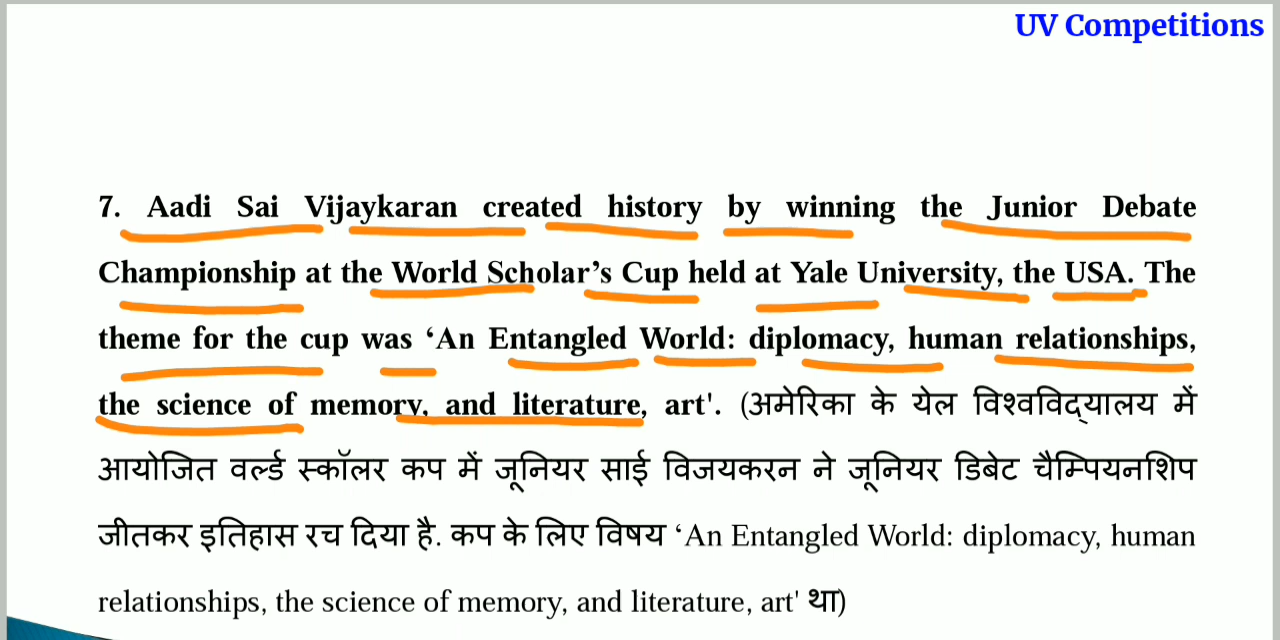 UV Competitions
7. Aadi Sai Vijaykaran created history by winning the Junior Debate
Championship at the World Scholar’s Cup held at Yale University, the USA. The
theme for the cup was ‘An Entangled World: diplomacy, human relationships,
the science of memory, and literature, art'. (अमेरिका के येल विश्वविद्यालय में
आयोजित वर्ल्ड स्कॉलर कप में जूनियर साई विजयकरन ने जूनियर डिबेट चैम्पियनशिप
जीतकर इतिहास रच दिया है. कप के लिए विषय ‘An Entangled World: diplomacy, human
relationships, the science of memory, and literature, art' था)